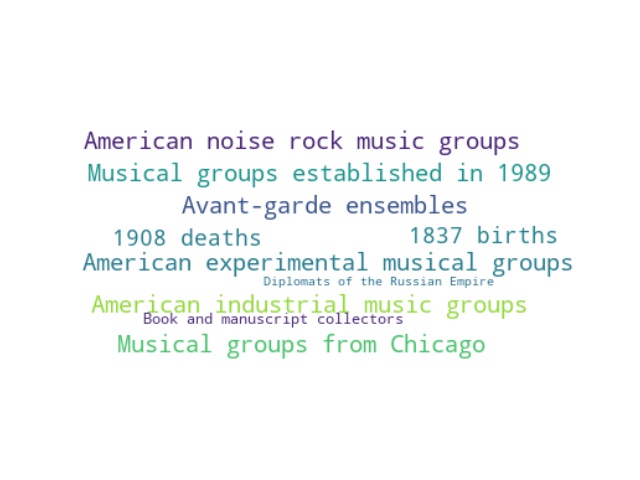 American noise rock music groups
Musical groups established in 1989
Avant-garde ensembles
1908 deaths
1837 births
American experimental musical groups
Diplomats of the Russian Empire
American industrial music groups
Book and manuscript collectors
Musical groups from Chicago